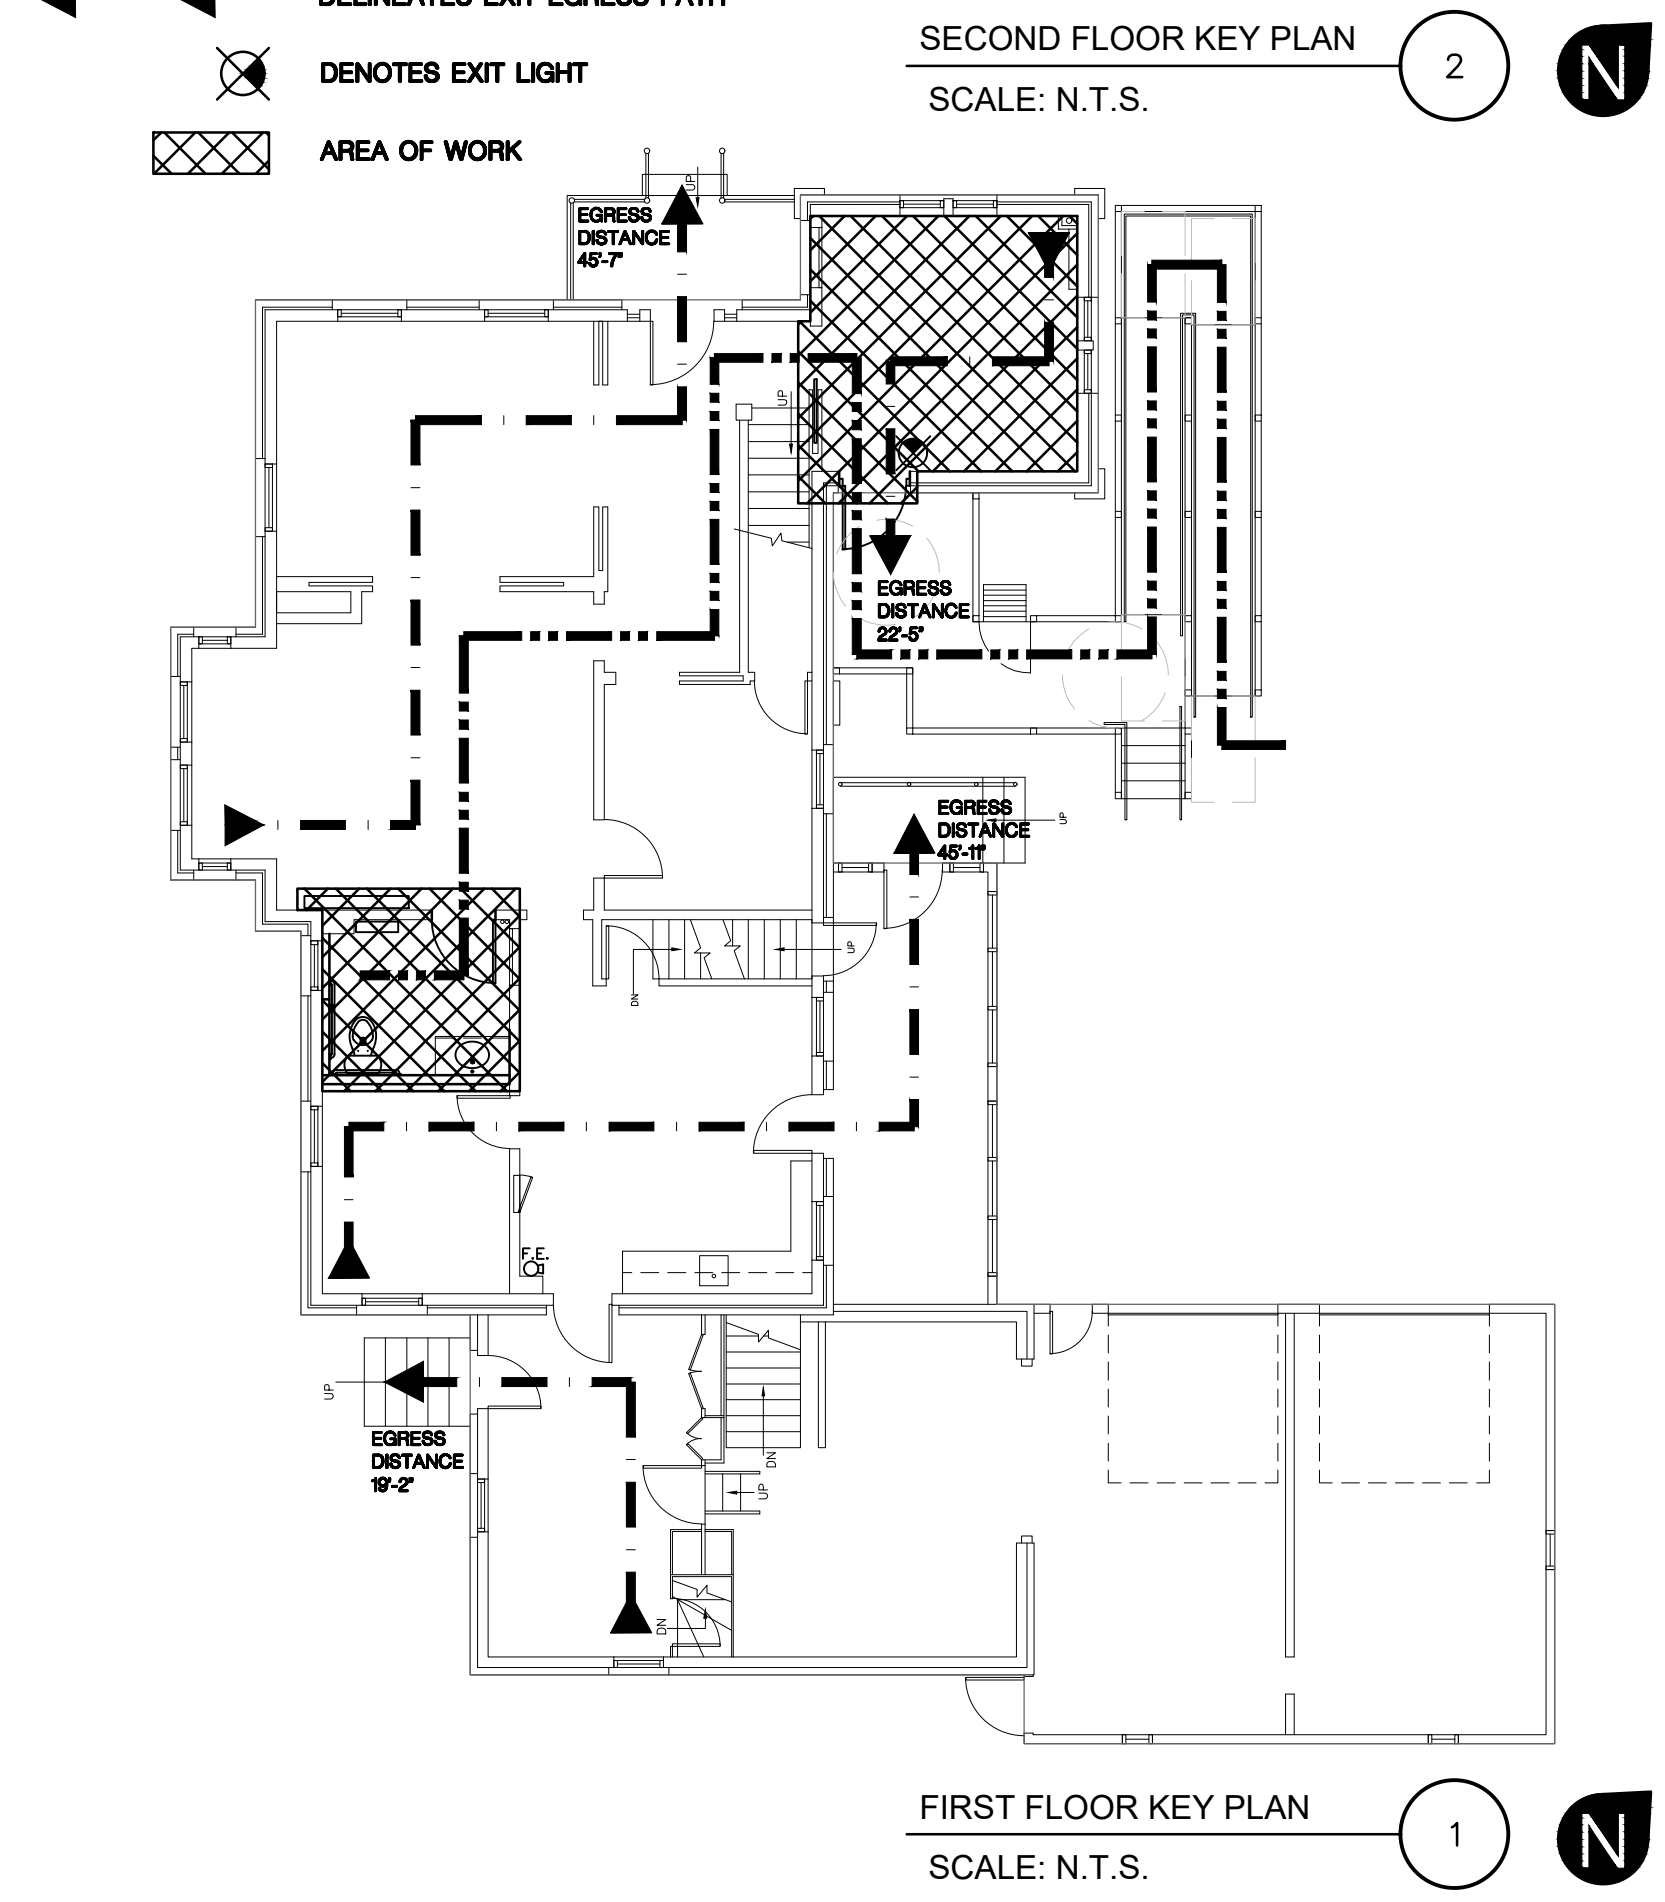 DELINEATES EXIT EGRESS PATH
DENOTES EXIT LIGHT
AREA OF WORK
SECOND FLOOR KEY PLAN
SCALE: N.T.S.
2
N
UP
EGRESS
DISTANCE
45'-7"
UP
EGRESS
DISTANCE
22'-5"
EGRESS
DISTANCE
45'-11"
UP
UP
DN
F.E.
UP
EGRESS
DISTANCE
19'-2"
DN
UP
DN
FIRST FLOOR KEY PLAN
SCALE: N.T.S.
1
N